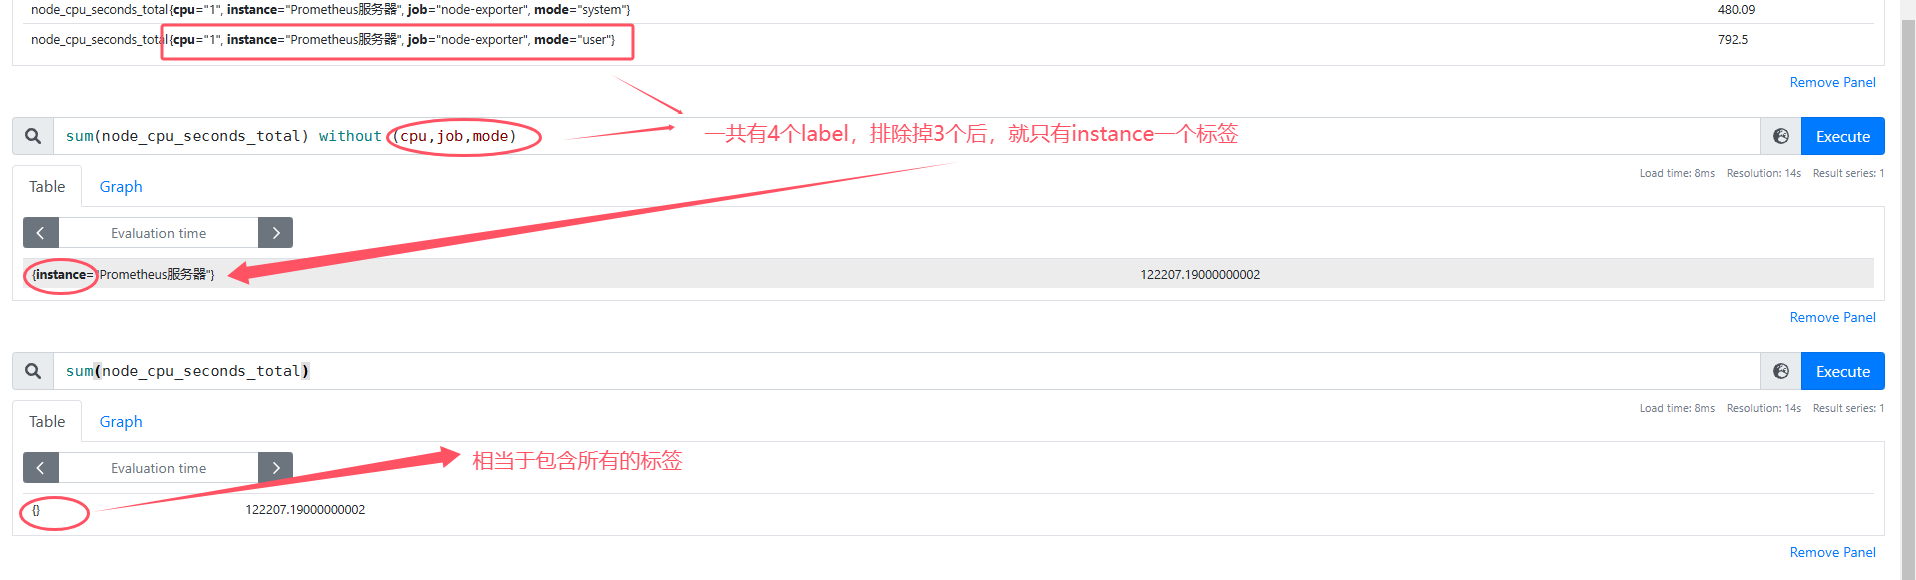 node_cpu_seconds_total{cpu="1", instance="Prometheus服务器", job="node-exporter", mode="system"} 480.09
node_cpu_seconds_total{cpu="1", instance="Prometheus服务器", job="node-exporter", mode="user"} 792.5
Remove Panel
sum(node_cpu_seconds_total) without (cpu,job,mode) 一共有4个label，排除掉3个后，就只有instance一个标签 Execute
Load time: 8ms Resolution: 14s Result series: 1
Table Graph
Evaluation time
{instance="Prometheus服务器"} 122207.19000000002
Remove Panel
sum(node_cpu_seconds_total) Execute
Load time: 8ms Resolution: 14s Result series: 1
Table Graph
Evaluation time 相当于包含所有的标签
{} 122207.19000000002
Remove Panel